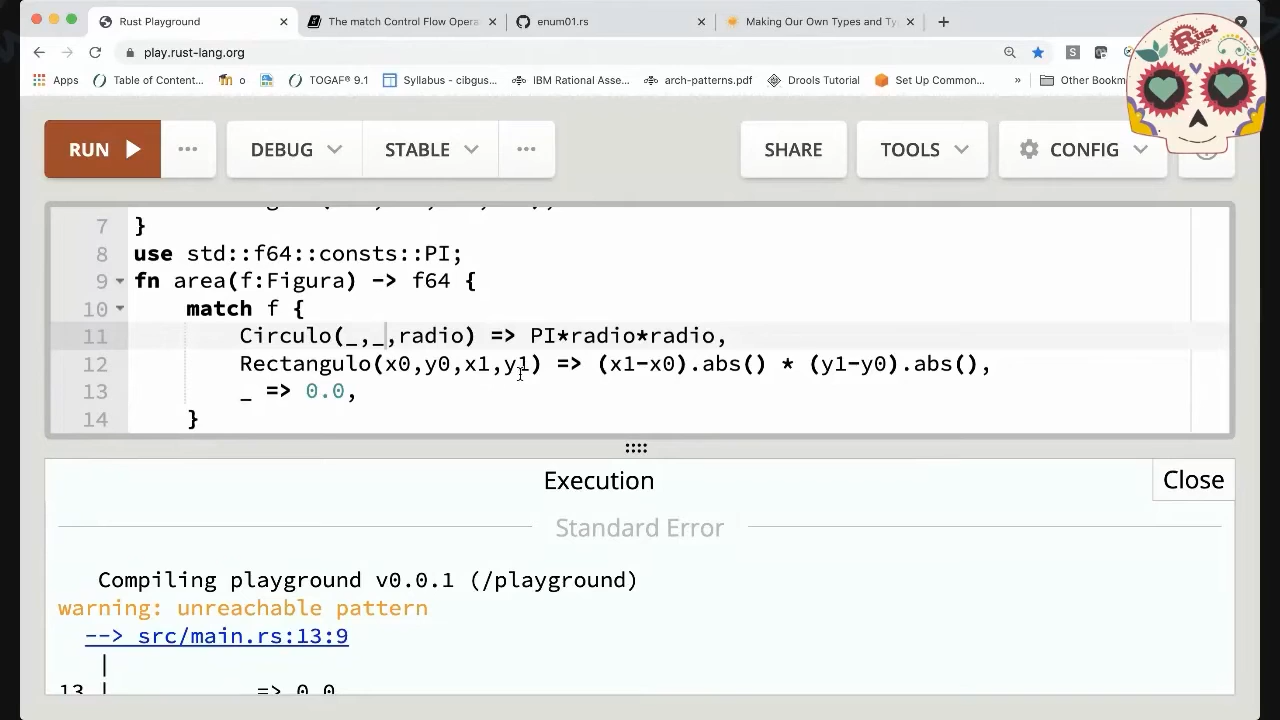 Rust Playground
The match Control Flow Opera
enum01.rs
Making Our Own Types and Ty
play.rust-lang.org
S
Apps
Table of Content...
o
TOGAF® 9.1
Syllabus - cibgus...
IBM Rational Asse...
arch-patterns.pdf
Drools Tutorial
Set Up Common...
»
Other Bookm
Rust
RUN
DEBUG
STABLE
SHARE
TOOLS
CONFIG
7 }
8 use std::f64::consts::PI;
9 fn area(f:Figura) -> f64 {
10 match f {
11 Circulo(_,_,radio) => PI*radio*radio,
12 Rectangulo(x0,y0,x1,y1) => (x1-x0).abs() * (y1-y0).abs(),
13 _ => 0.0,
14 }
Execution
Close
Standard Error
Compiling playground v0.0.1 (/playground)
warning: unreachable pattern
--> src/main.rs:13:9
|
13 | => 0.0